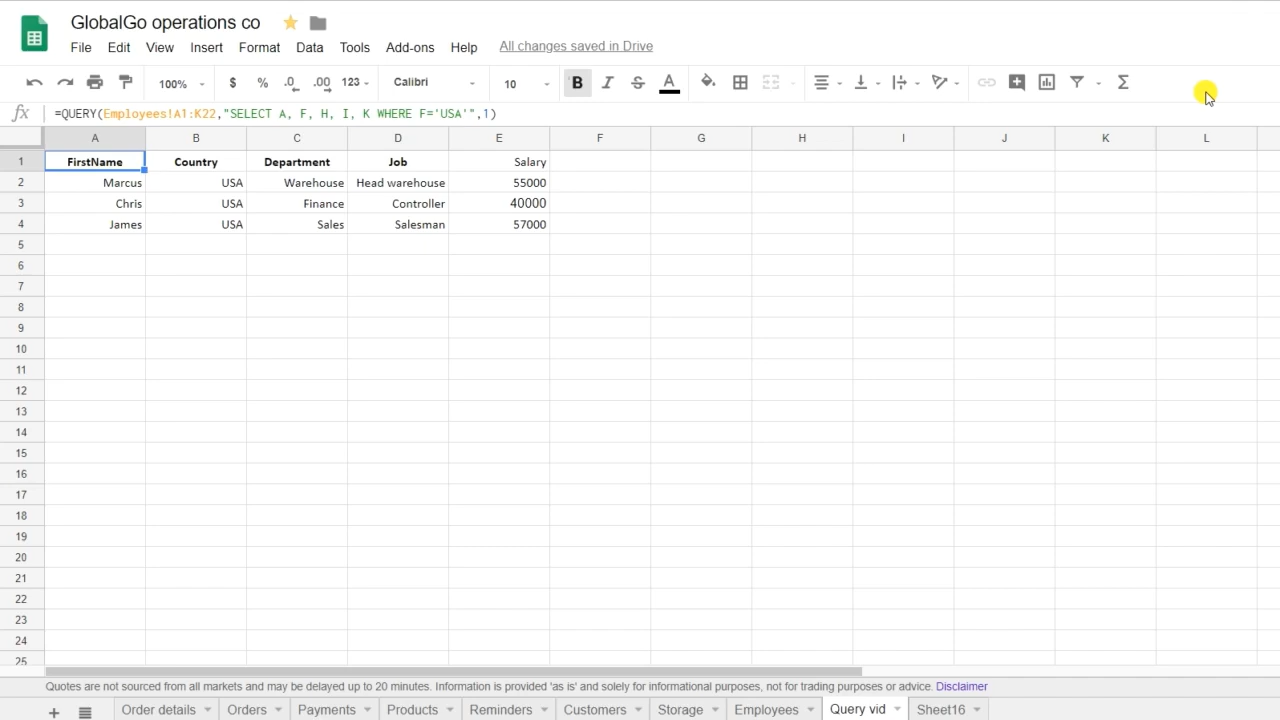 GlobalGo operations co
File Edit View Insert Format Data Tools Add-ons Help All changes saved in Drive
100% $ % .0 .00 123 Calibri 10 B I S A Σ
fx =QUERY(Employees!A1:K22,"SELECT A, F, H, I, K WHERE F='USA'",1)
A B C D E F G H I J K L
1 FirstName Country Department Job Salary
2 Marcus USA Warehouse Head warehouse 55000
3 Chris USA Finance Controller 40000
4 James USA Sales Salesman 57000
5
6
7
8
9
10
11
12
13
14
15
16
17
18
19
20
21
22
23
24
25
Quotes are not sourced from all markets and may be delayed up to 20 minutes. Information is provided 'as is' and solely for informational purposes, not for trading purposes or advice. Disclaimer
Order details Orders Payments Products Reminders Customers Storage Employees Query vid Sheet16